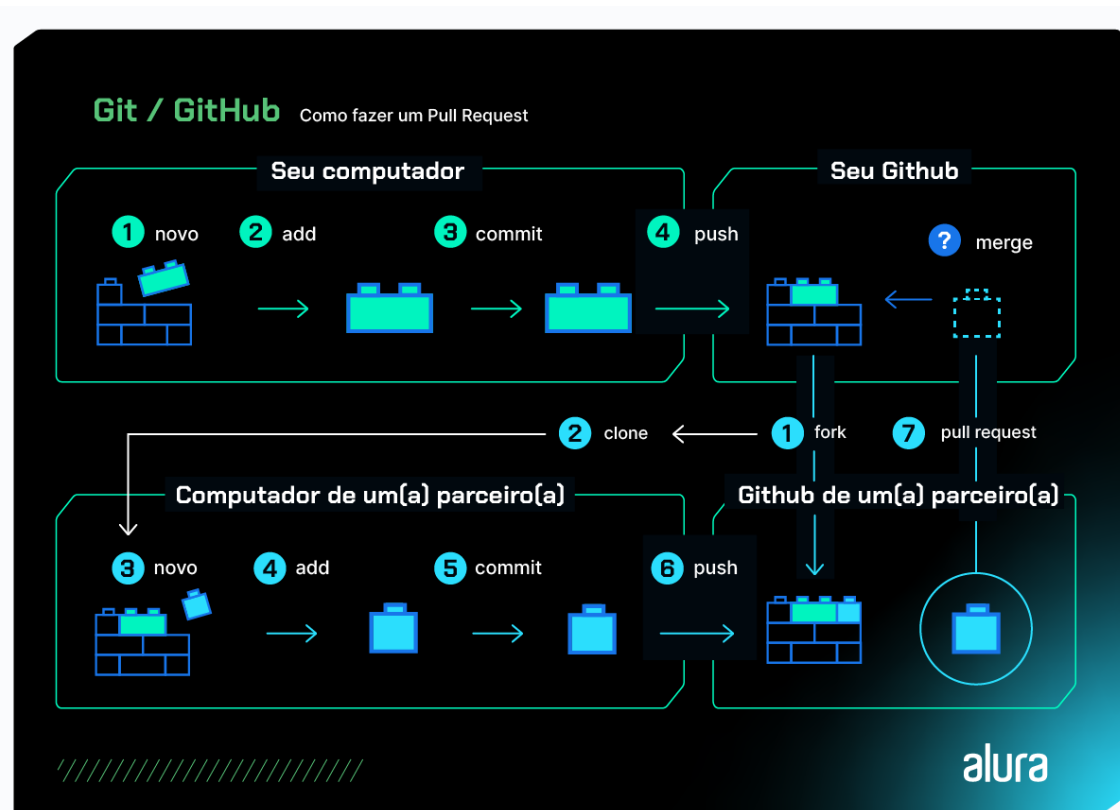 Git / GitHub Como fazer um Pull Request
Seu computador
Seu Github
1 novo
2 add
3 commit
4 push
? merge
2 clone
1 fork
7 pull request
Computador de um(a) parceiro(a)
Github de um(a) parceiro(a)
3 novo
4 add
5 commit
6 push
alura